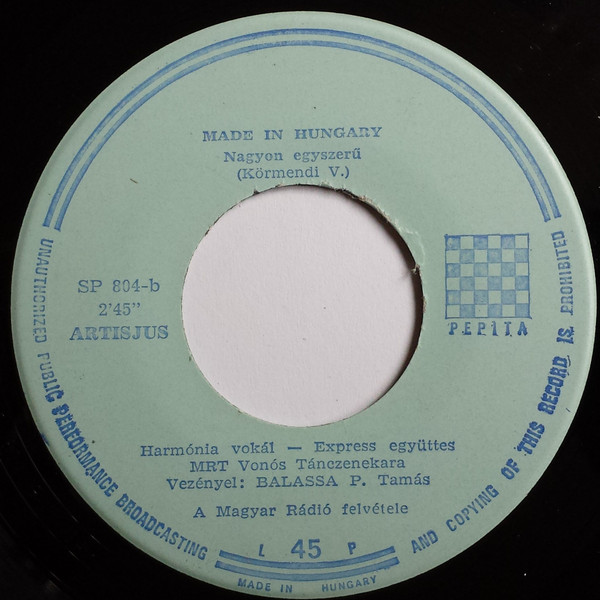 MADE IN HUNGARY
Nagyon egyszerű
(Körmendi V.)
SP 804-b
2'45"
ARTISJUS
PEPITA
Harmónia vokál — Express együttes
MRT Vonós Tánczenekara
Vezényel: BALASSA P. Tamás
A Magyar Rádió felvétele
L 45 P
UNAUTHORIZED PUBLIC PERFORMANCE BROADCASTING AND COPYING OF THIS RECORD IS PROHIBITED
MADE IN HUNGARY